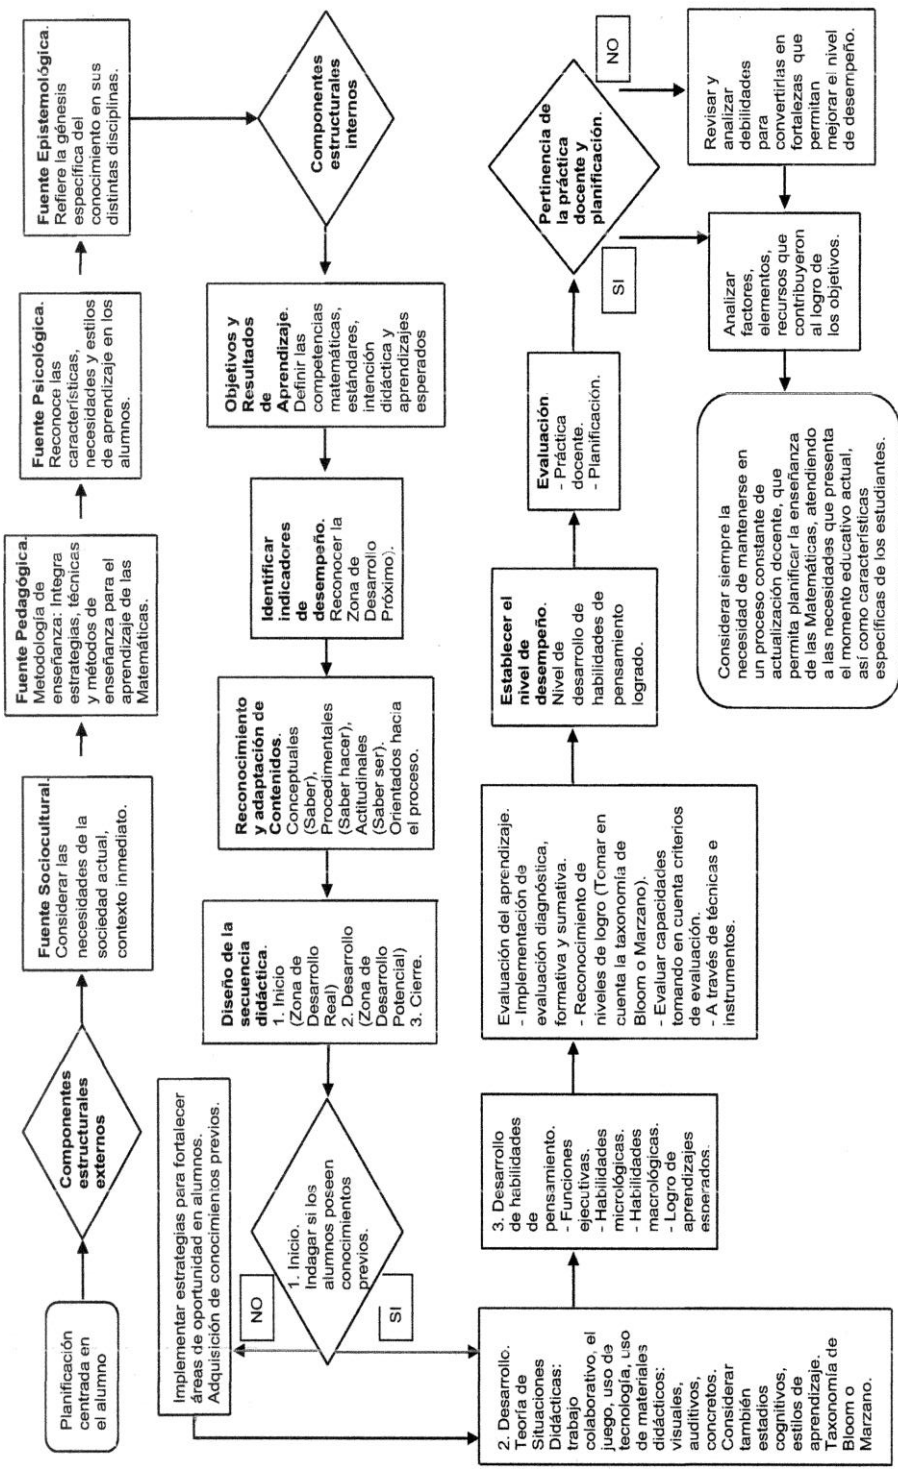 Planificación
centrada en
el alumno
Componentes
estructurales
externos
Fuente Sociocultural.
Considerar las
necesidades de la
sociedad actual,
contexto inmediato.
Fuente Pedagógica.
Metodología de
enseñanza: Integra
estrategias, técnicas
y métodos de
enseñanza para el
aprendizaje de las
Matemáticas.
Fuente Psicológica.
Reconoce las
características,
necesidades y estilos
de aprendizaje en los
alumnos.
Fuente Epistemológica.
Refiere la génesis
específica del
conocimiento en sus
distintas disciplinas.
Componentes
estructurales
internos
Objetivos y
Resultados
de
Aprendizaje.
Definir las
competencias
matemáticas,
estándares,
intención
didáctica y
aprendizajes
esperados
Identificar
indicadores
de
desempeño.
Reconocer la
Zona de
Desarrollo
Próximo).
Reconocimiento
y adaptación de
Contenidos.
Conceptuales
(Saber),
Procedimentales
(Saber hacer)
Actitudinales
(Saber ser).
Orientados hacia
el proceso.
Diseño de la
secuencia
didáctica.
1. Inicio
(Zona de
Desarrollo
Real)
2. Desarrollo
(Zona de
Desarrollo
Potencial)
3. Cierre.
1. Inicio.
Indagar si los
alumnos poseen
conocimientos
previos.
NO
SI
Implementar estrategias para fortalecer
áreas de oportunidad en alumnos.
Adquisición de conocimientos previos.
2. Desarrollo.
Teoría de
Situaciones
Didácticas:
trabajo
colaborativo, el
juego, uso de
tecnología, uso
de materiales
didácticos:
visuales,
auditivos,
concretos.
Considerar
también
estadios
cognitivos,
estilos de
aprendizaje.
Taxonomía de
Bloom o
Marzano.
3. Desarrollo
de habilidades
de
pensamiento.
- Funciones
ejecutivas.
- Habilidades
micrológicas.
- Habilidades
macrológicas.
- Logro de
aprendizajes
esperados.
Evaluación del aprendizaje.
- Implementación de
evaluación diagnóstica,
formativa y sumativa.
- Reconocimiento de
niveles de logro (Tomar en
cuenta la taxonomía de
Bloom o Marzano).
- Evaluar capacidades
tomando en cuenta criterios
de evaluación.
- A través de técnicas e
instrumentos.
Establecer el
nivel de
desempeño.
Nivel de
desarrollo de
habilidades de
pensamiento
logrado.
Evaluación.
- Práctica
docente.
- Planificación.
Pertinencia de
la práctica
docente y
planificación.
SI
NO
Revisar y
analizar
debilidades
para
convertirlas en
fortalezas que
permitan
mejorar el nivel
de desempeño.
Analizar
factores,
elementos,
recursos que
contribuyeron
al logro de
los objetivos.
Considerar siempre la
necesidad de mantenerse en
un proceso constante de
actualización docente, que
permita planificar la enseñanza
de las Matemáticas, atendiendo
a las necesidades que presenta
el momento educativo actual,
así como características
específicas de los estudiantes.